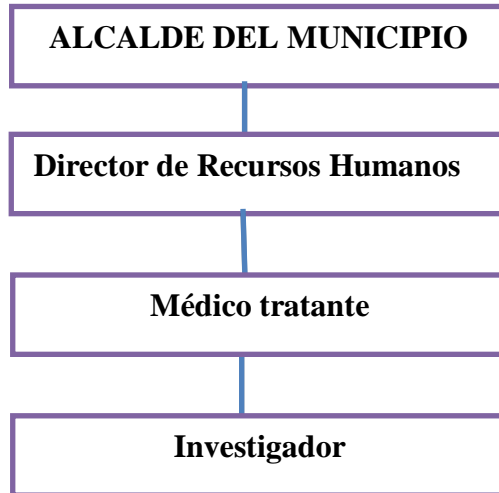 ALCALDE DEL MUNICIPIO
Director de Recursos Humanos
Médico tratante
Investigador